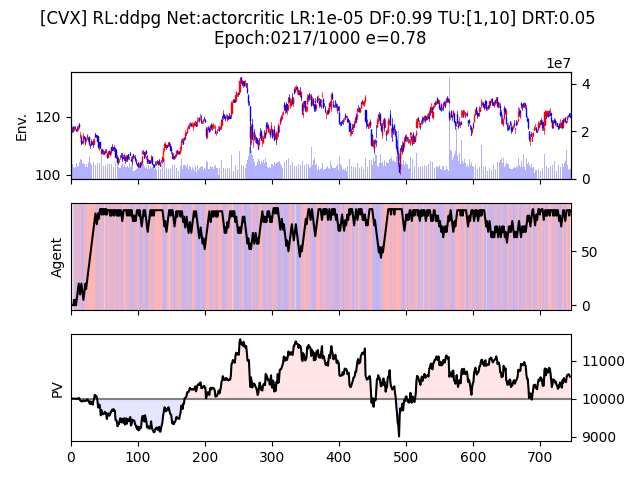 [CVX] RL:ddpg Net:actorcritic LR:1e-05 DF:0.99 TU:[1,10] DRT:0.05
Epoch:0217/1000 e=0.78
1e7
Env.
120
100
4
2
0
Agent
50
0
PV
11000
10000
9000
0 100 200 300 400 500 600 700